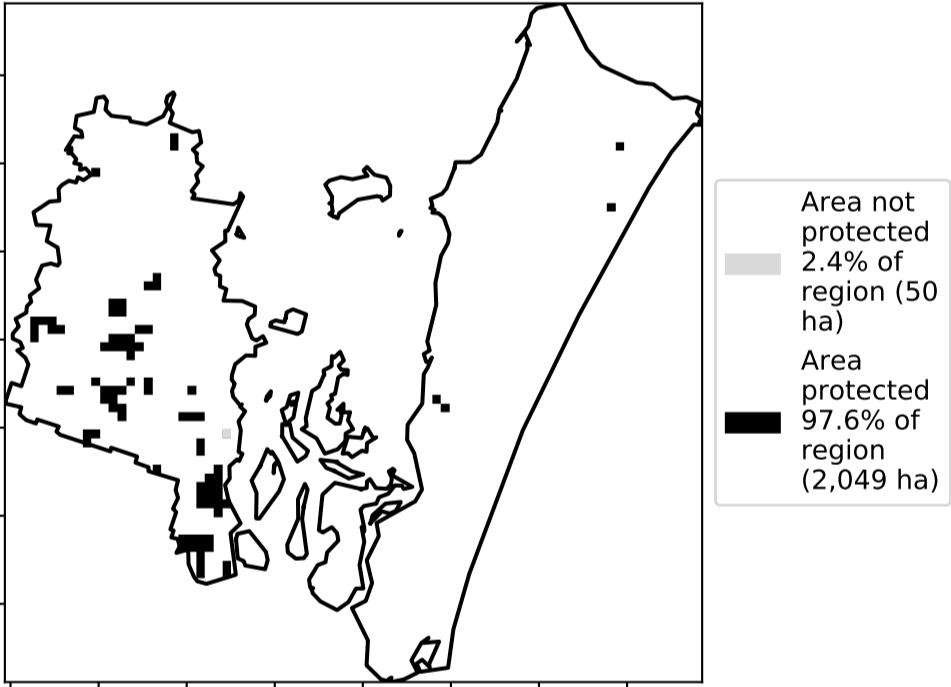 Area not
protected
2.4% of
region (50
ha)
Area
protected
97.6% of
region
(2,049 ha)